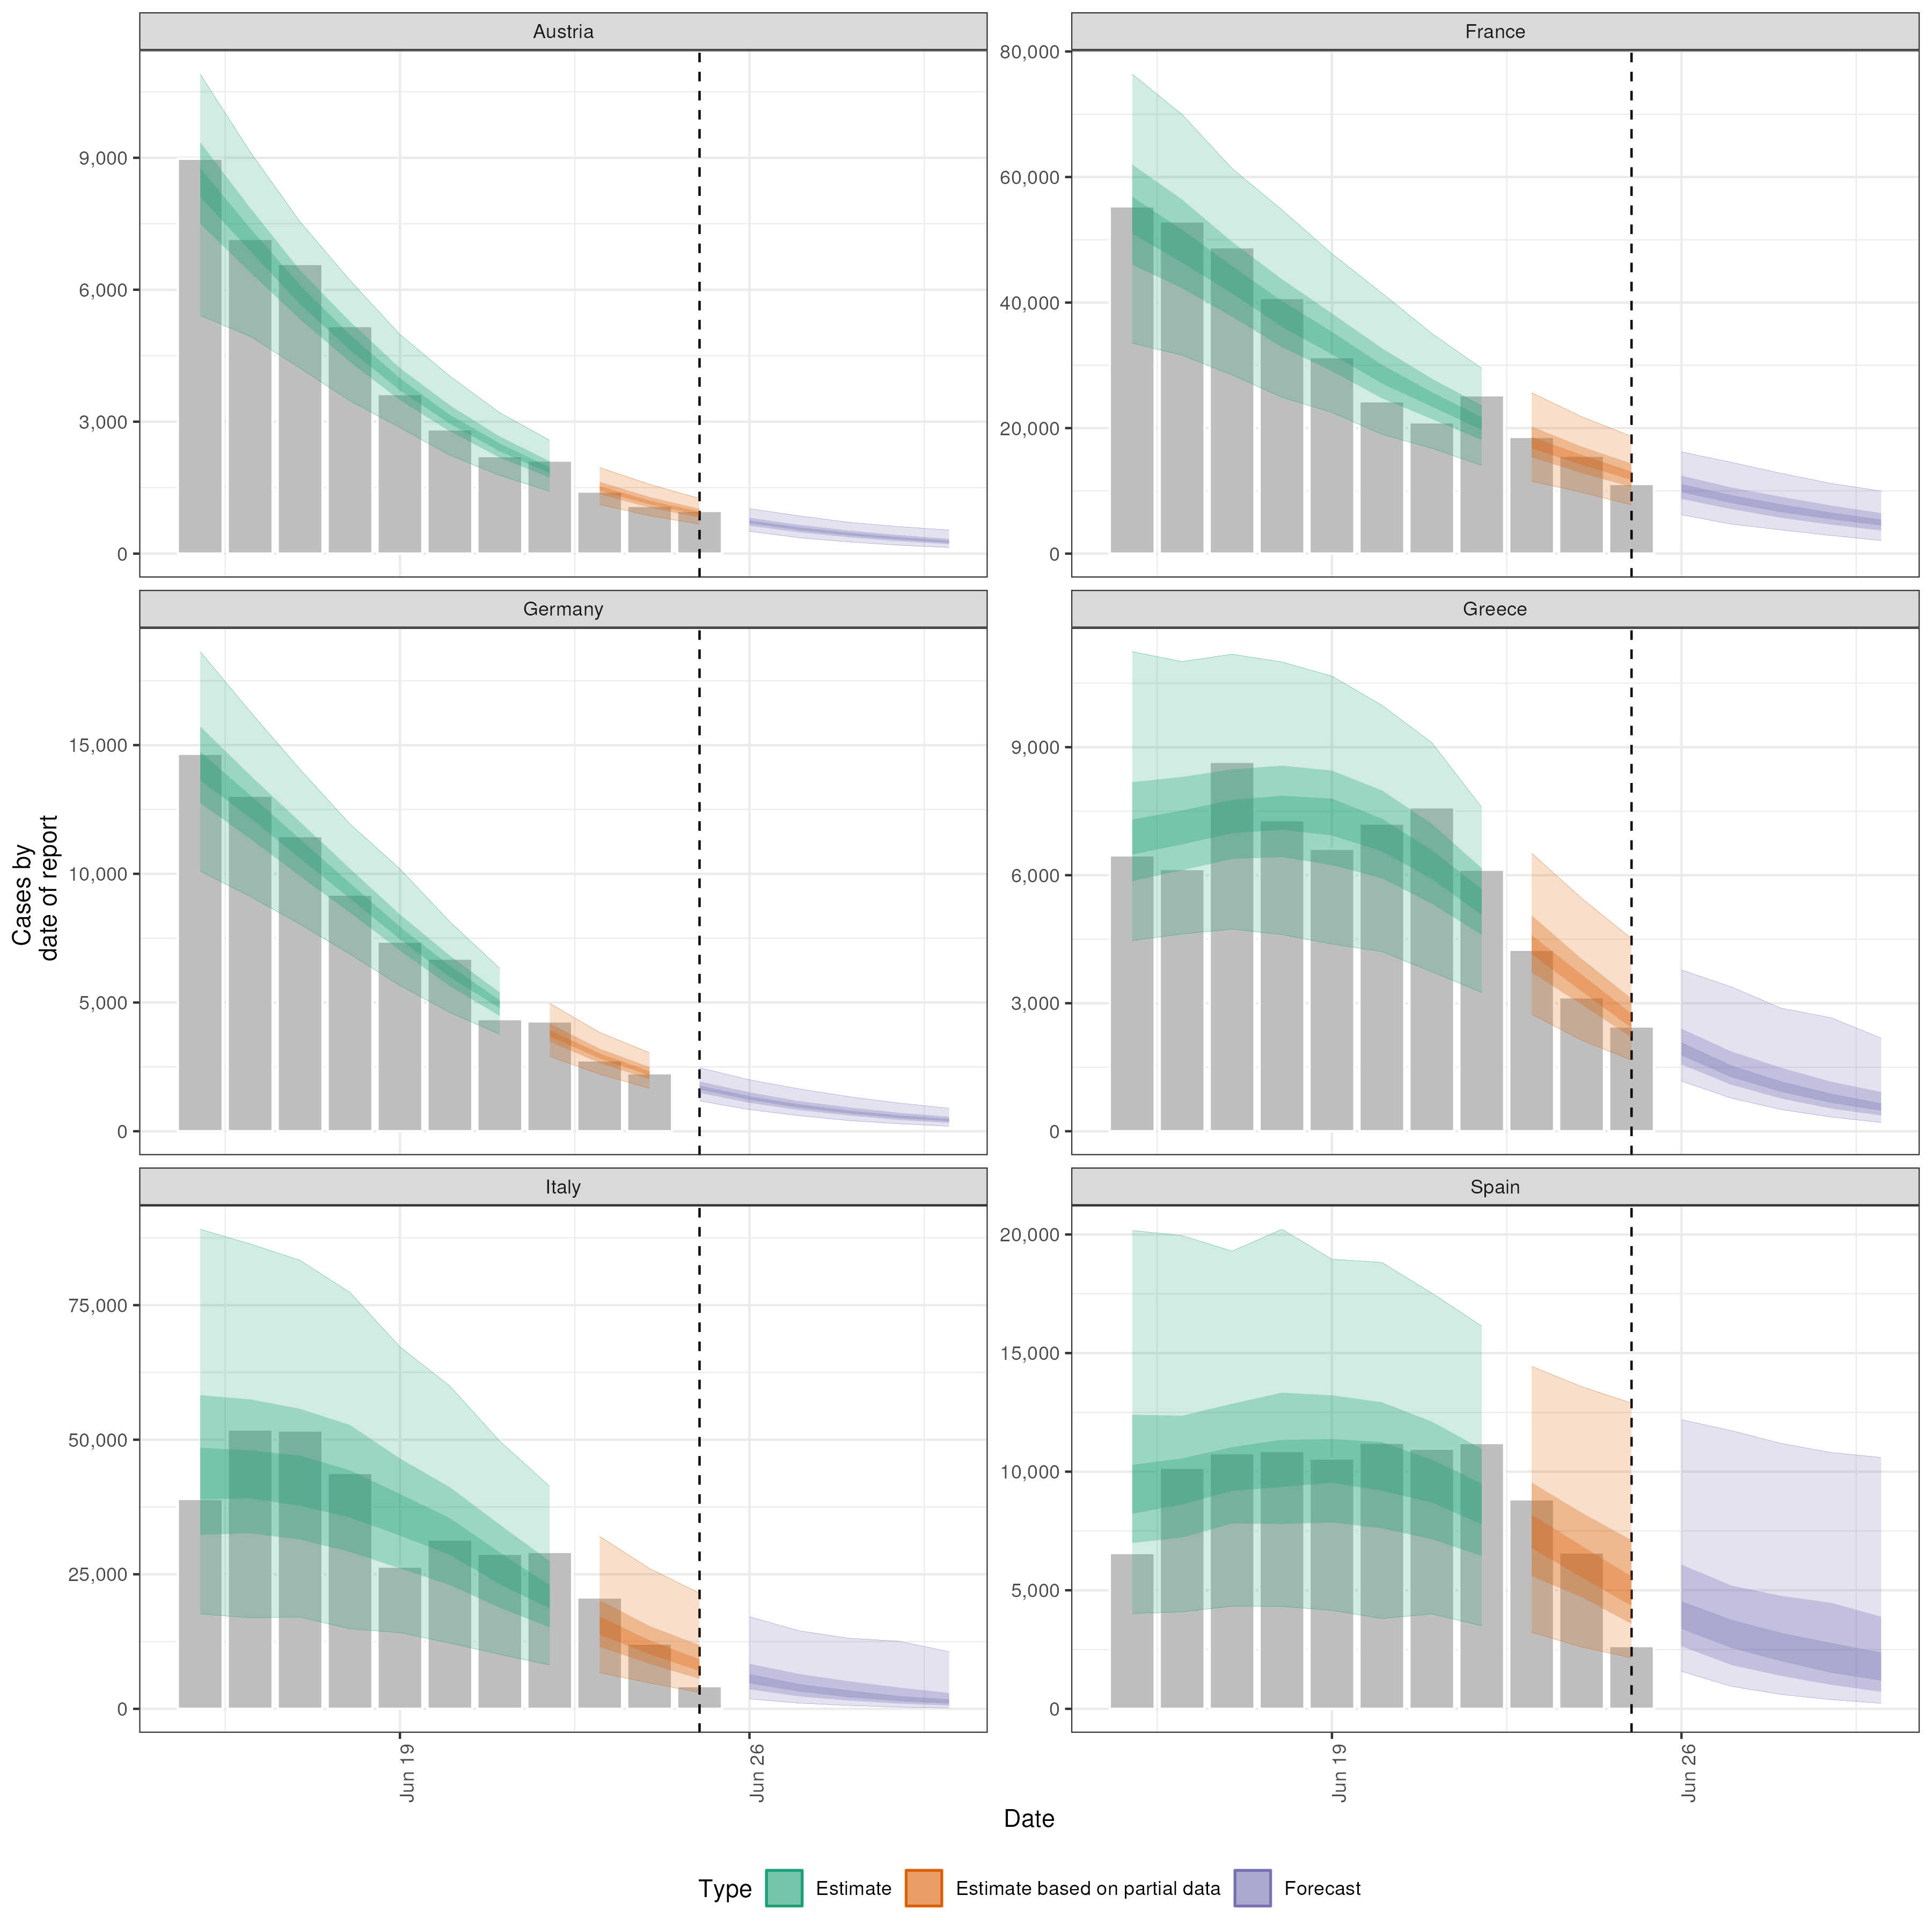 Austria
France
9,000
6,000
3,000
0
80,000
60,000
40,000
20,000
0
Germany
Greece
15,000
10,000
5,000
0
9,000
6,000
3,000
0
Italy
Spain
75,000
50,000
25,000
0
20,000
15,000
10,000
5,000
0
Cases by
date of report
Jun 19
Jun 26
Jun 19
Jun 26
Date
Type Estimate Estimate based on partial data Forecast